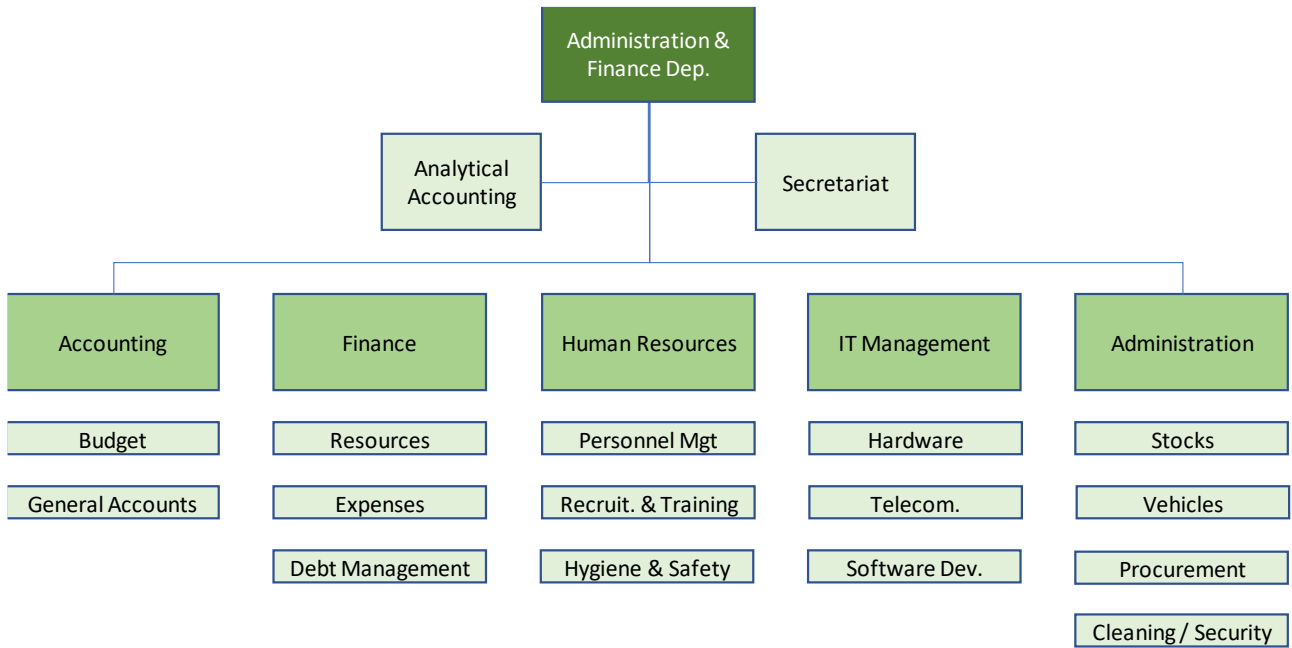 Administration &
Finance Dep.
Analytical
Accounting
Secretariat
Accounting
Finance
Human Resources
IT Management
Administration
Budget
Resources
Personnel Mgt
Hardware
Stocks
General Accounts
Expenses
Recruit. & Training
Telecom.
Vehicles
Debt Management
Hygiene & Safety
Software Dev.
Procurement
Cleaning / Security